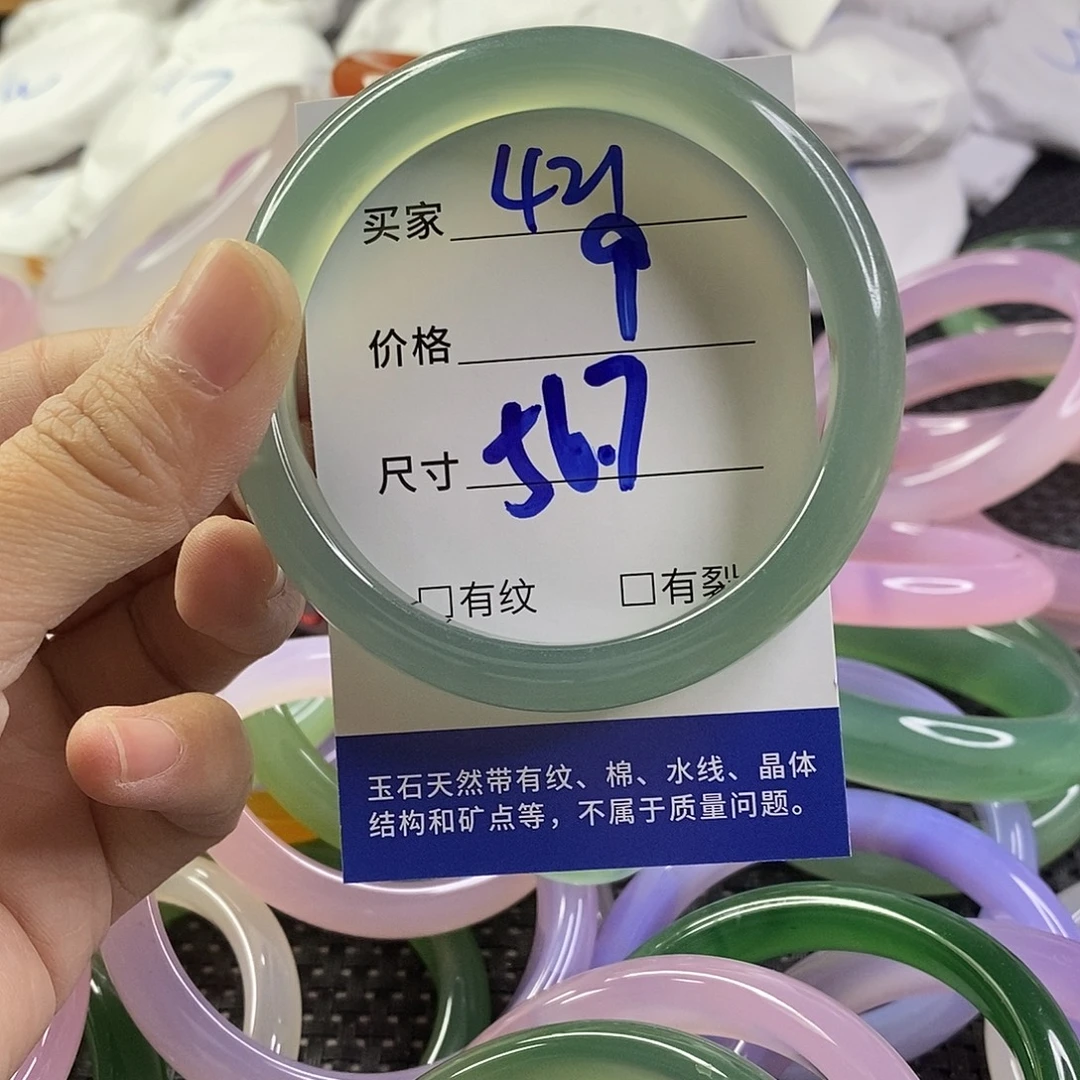 买家 421
9
价格
尺寸 56.7
□有纹 □有裂
玉石天然带有纹、棉、水线、晶体
结构和矿点等，不属于质量问题。